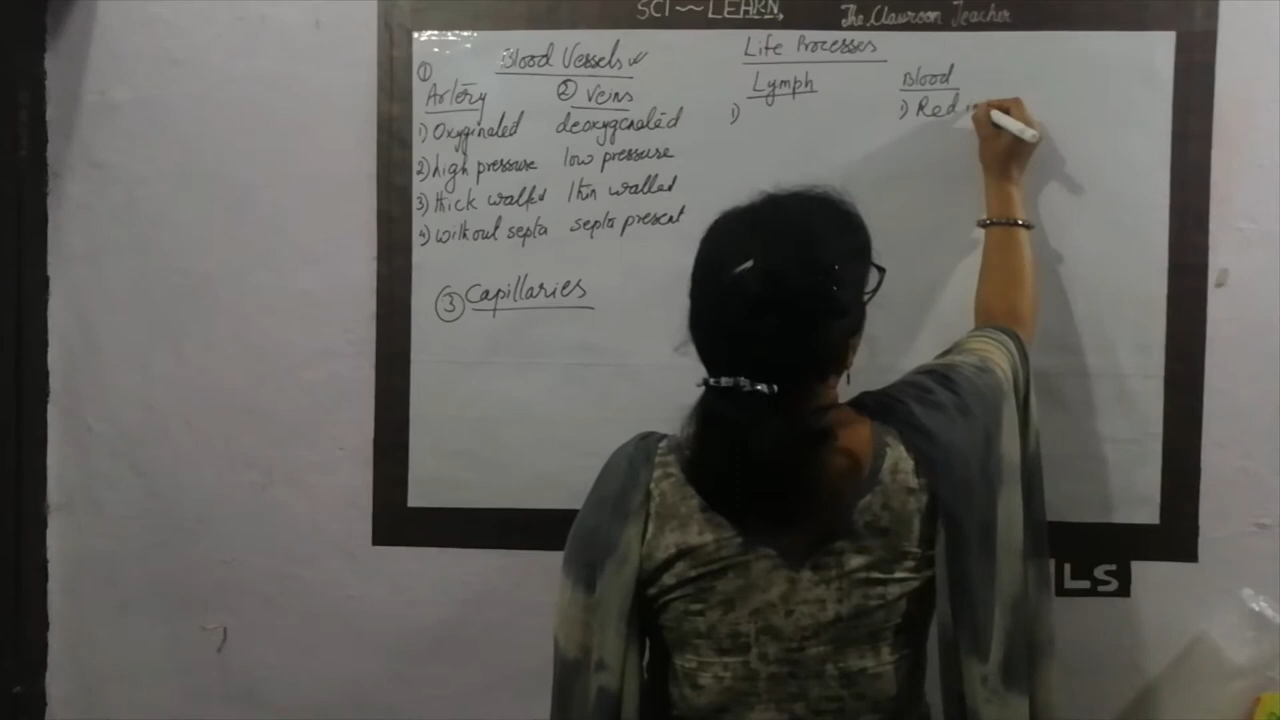 SCI~LEARN, The Classroon Teacher
Blood Vessels
①
Artery ② Veins
1) Oxyginated deoxygenated
2) high pressure low pressure
3) thick walled thin walled
4) without septa septa present
③ Capillaries
Life Processes
Lymph Blood
1) 1) Red
LS